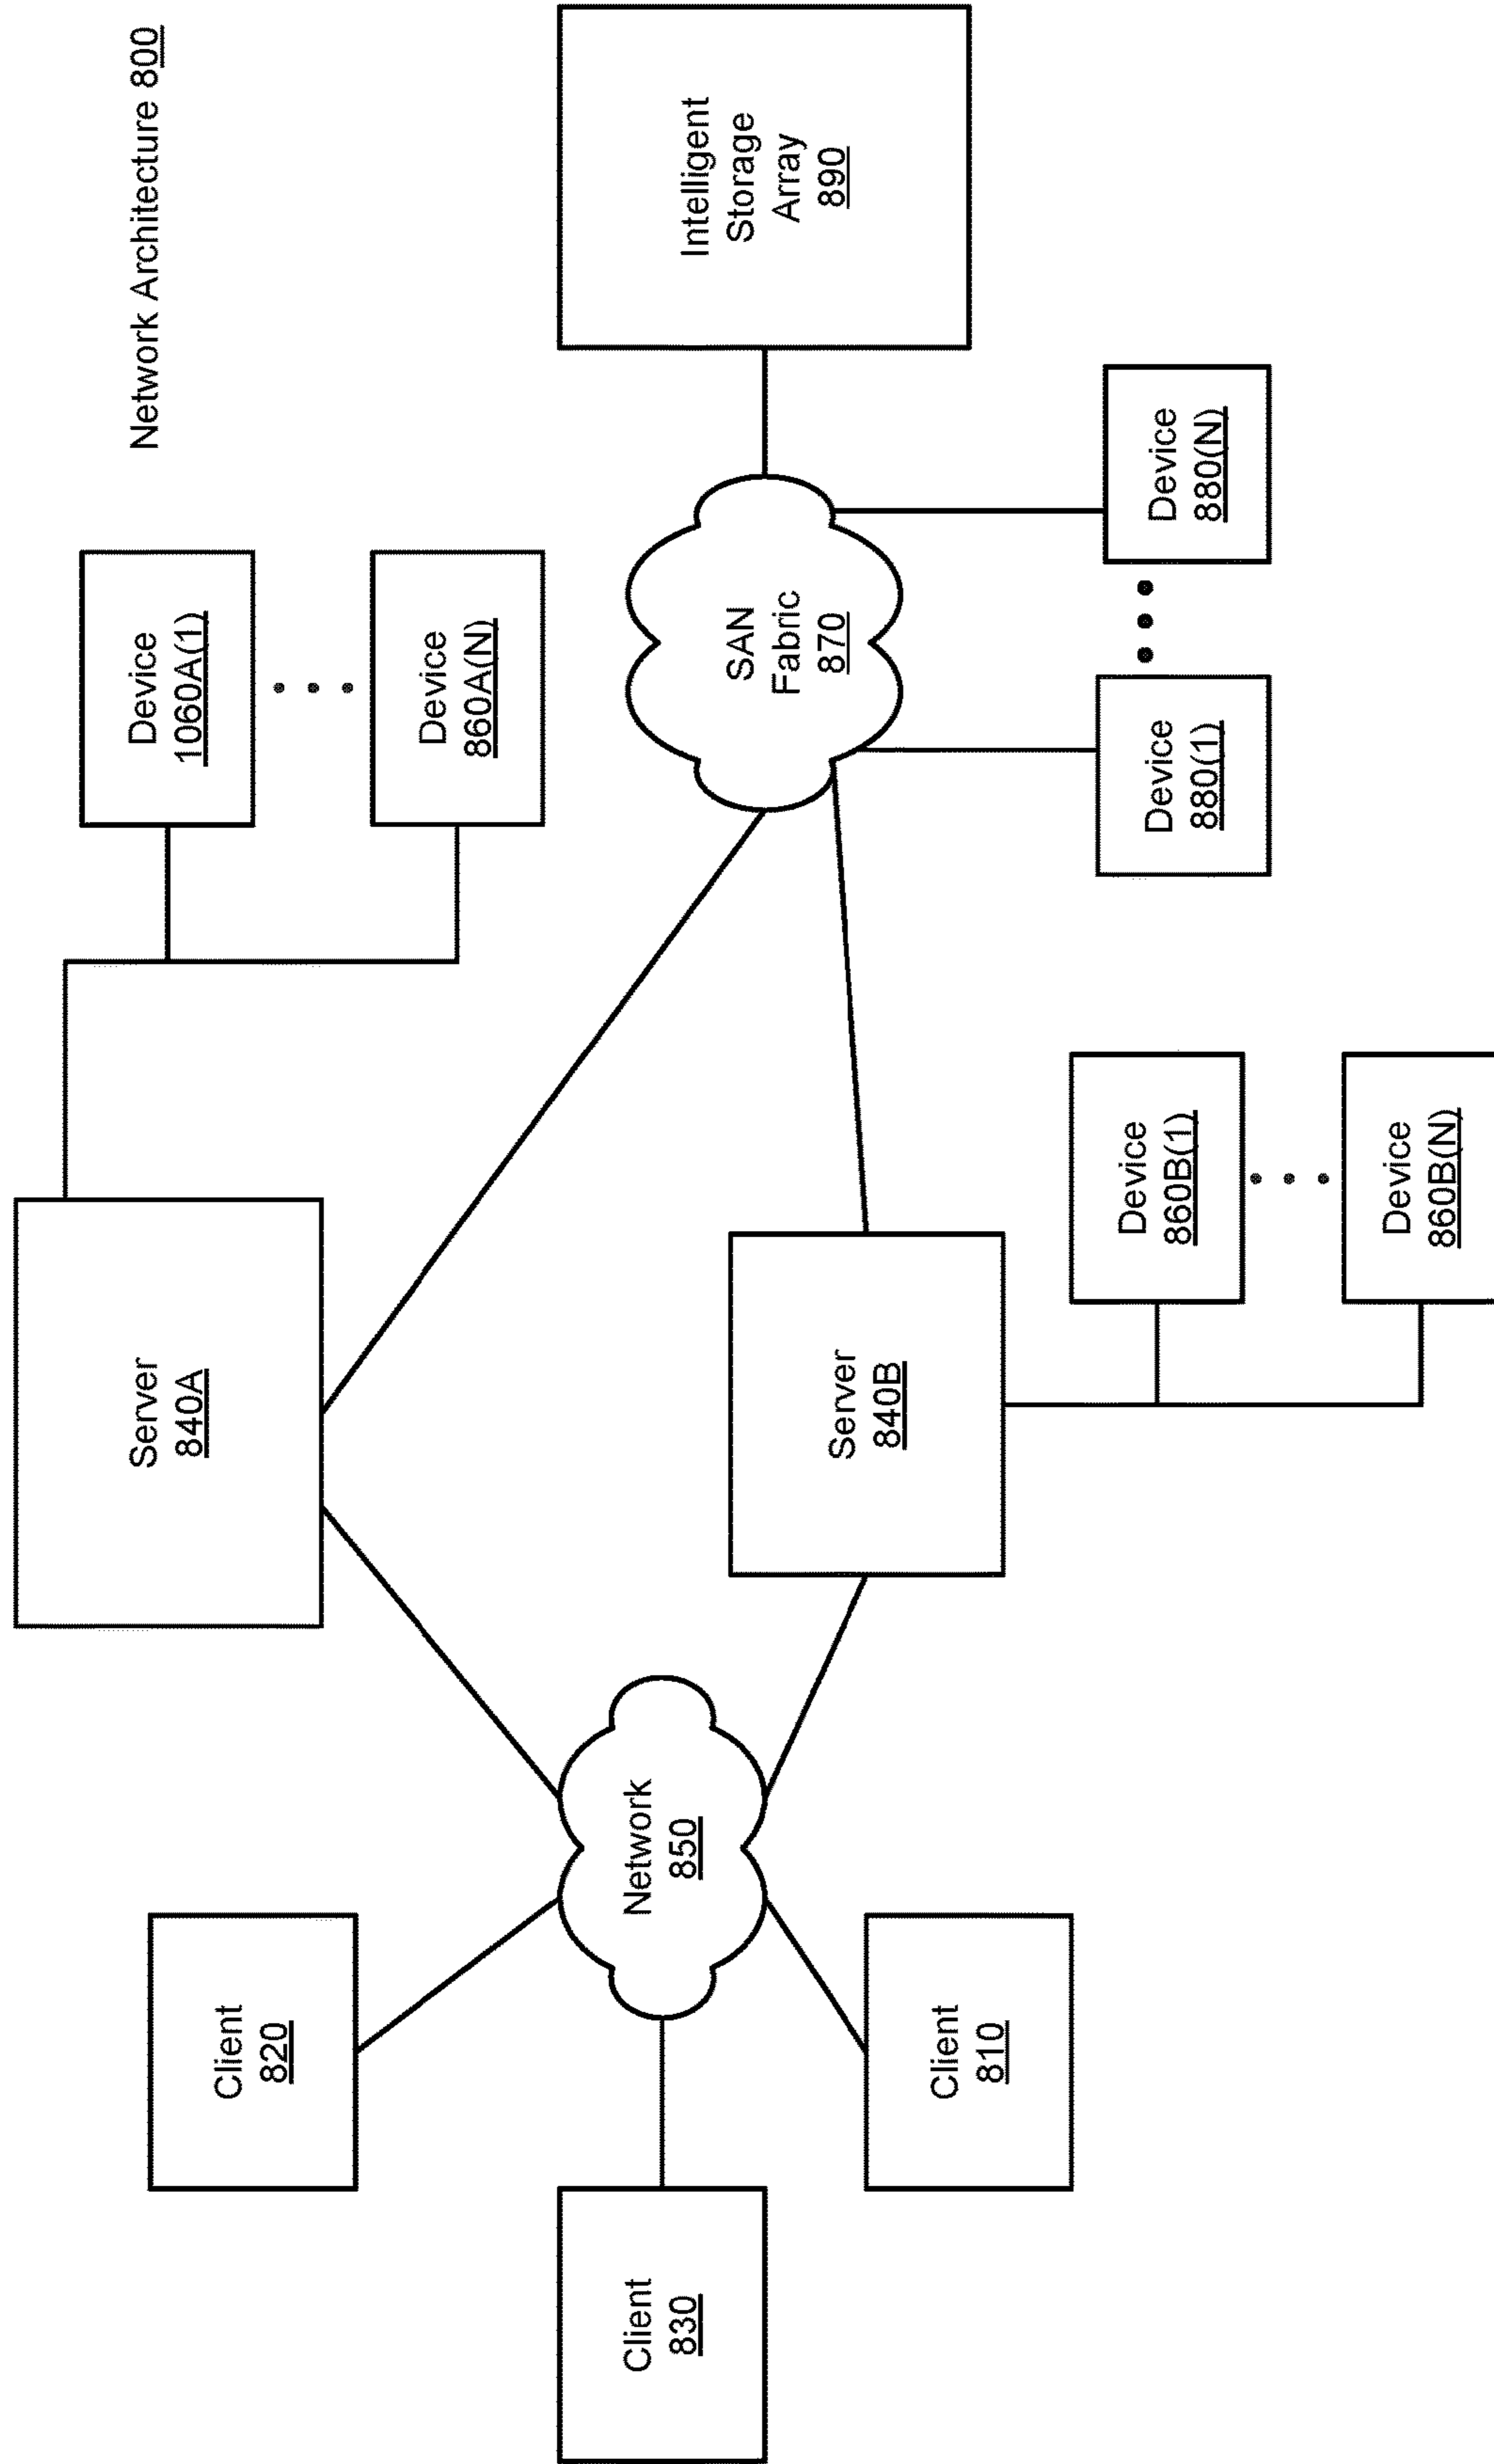 Network Architecture 800
Server
840A
Device
1060A(1)
Client
820
Device
860A(N)
Client
830
Network
850
SAN
Fabric
870
Intelligent
Storage
Array
890
Server
840B
Client
810
Device
860B(1)
Device
880(1)
Device
880(N)
Device
860B(N)